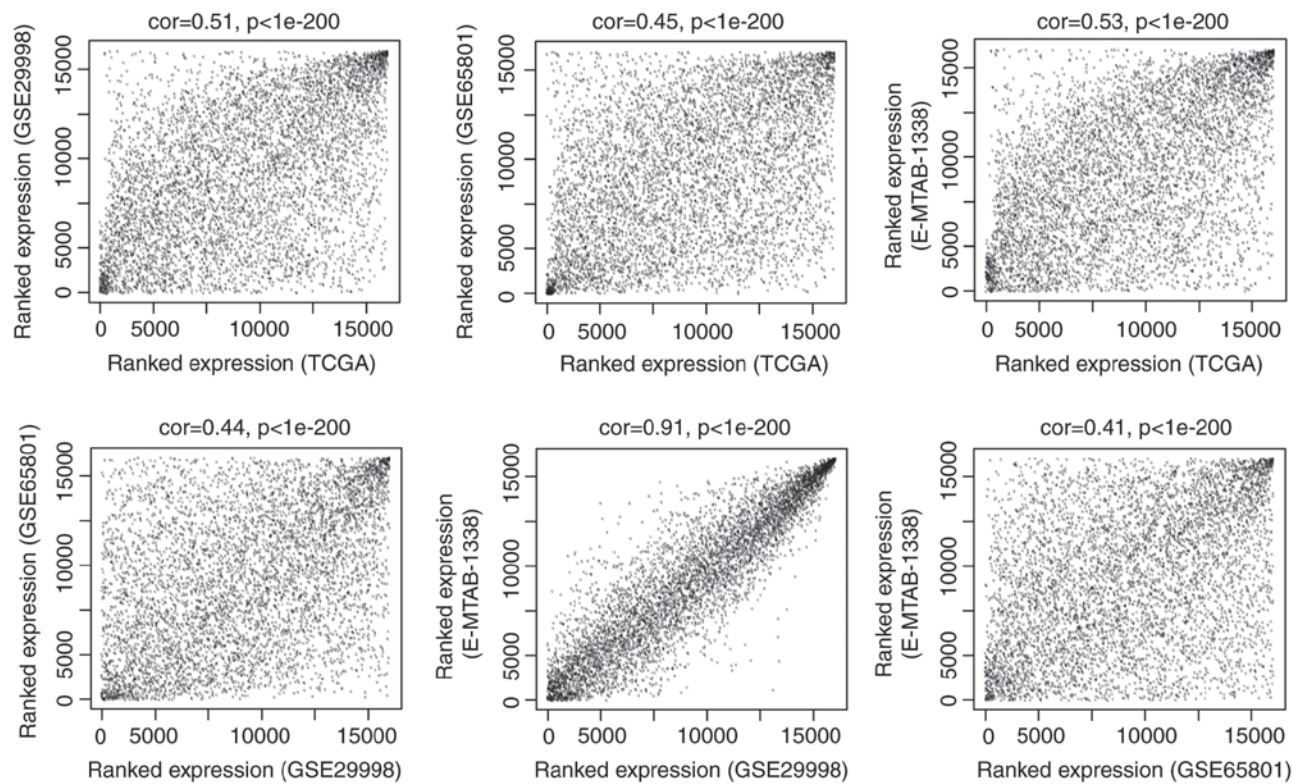 cor=0.51, p<1e-200
Ranked expression (GSE29998)
15000
10000
5000
0
0 5000 10000 15000
Ranked expression (TCGA)
cor=0.45, p<1e-200
Ranked expression (GSE65801)
15000
10000
5000
0
0 5000 10000 15000
Ranked expression (TCGA)
cor=0.53, p<1e-200
Ranked expression
(E-MTAB-1338)
15000
10000
5000
0
0 5000 10000 15000
Ranked expression (TCGA)
cor=0.44, p<1e-200
Ranked expression (GSE65801)
15000
10000
5000
0
0 5000 10000 15000
Ranked expression (GSE29998)
cor=0.91, p<1e-200
Ranked expression
(E-MTAB-1338)
15000
10000
5000
0
0 5000 10000 15000
Ranked expression (GSE29998)
cor=0.41, p<1e-200
Ranked expression
(E-MTAB-1338)
15000
10000
5000
0
0 5000 10000 15000
Ranked expression (GSE65801)